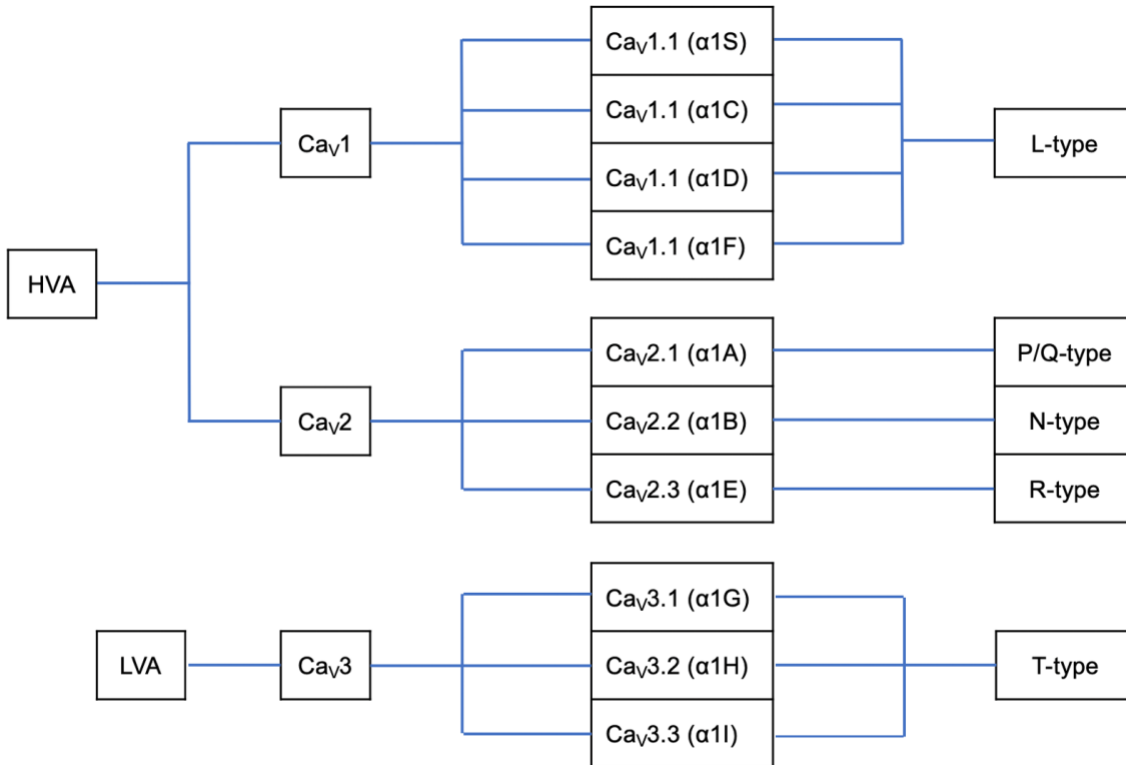 HVA
LVA
Caᵥ1
Caᵥ2
Caᵥ3
Caᵥ1.1 (α1S)
Caᵥ1.1 (α1C)
Caᵥ1.1 (α1D)
Caᵥ1.1 (α1F)
Caᵥ2.1 (α1A)
Caᵥ2.2 (α1B)
Caᵥ2.3 (α1E)
Caᵥ3.1 (α1G)
Caᵥ3.2 (α1H)
Caᵥ3.3 (α1I)
L-type
P/Q-type
N-type
R-type
T-type